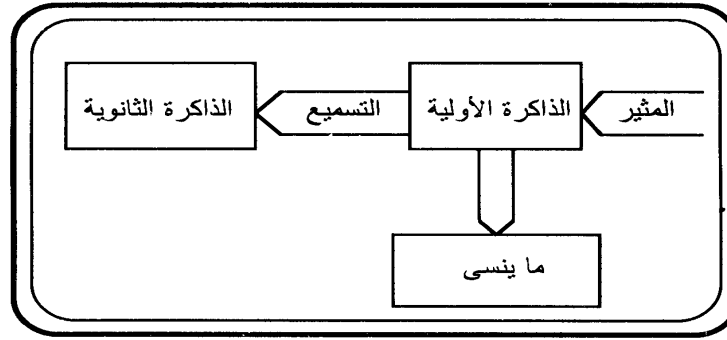 المثير
الذاكرة الأولية
التسميع
الذاكرة الثانوية
ما ينسى